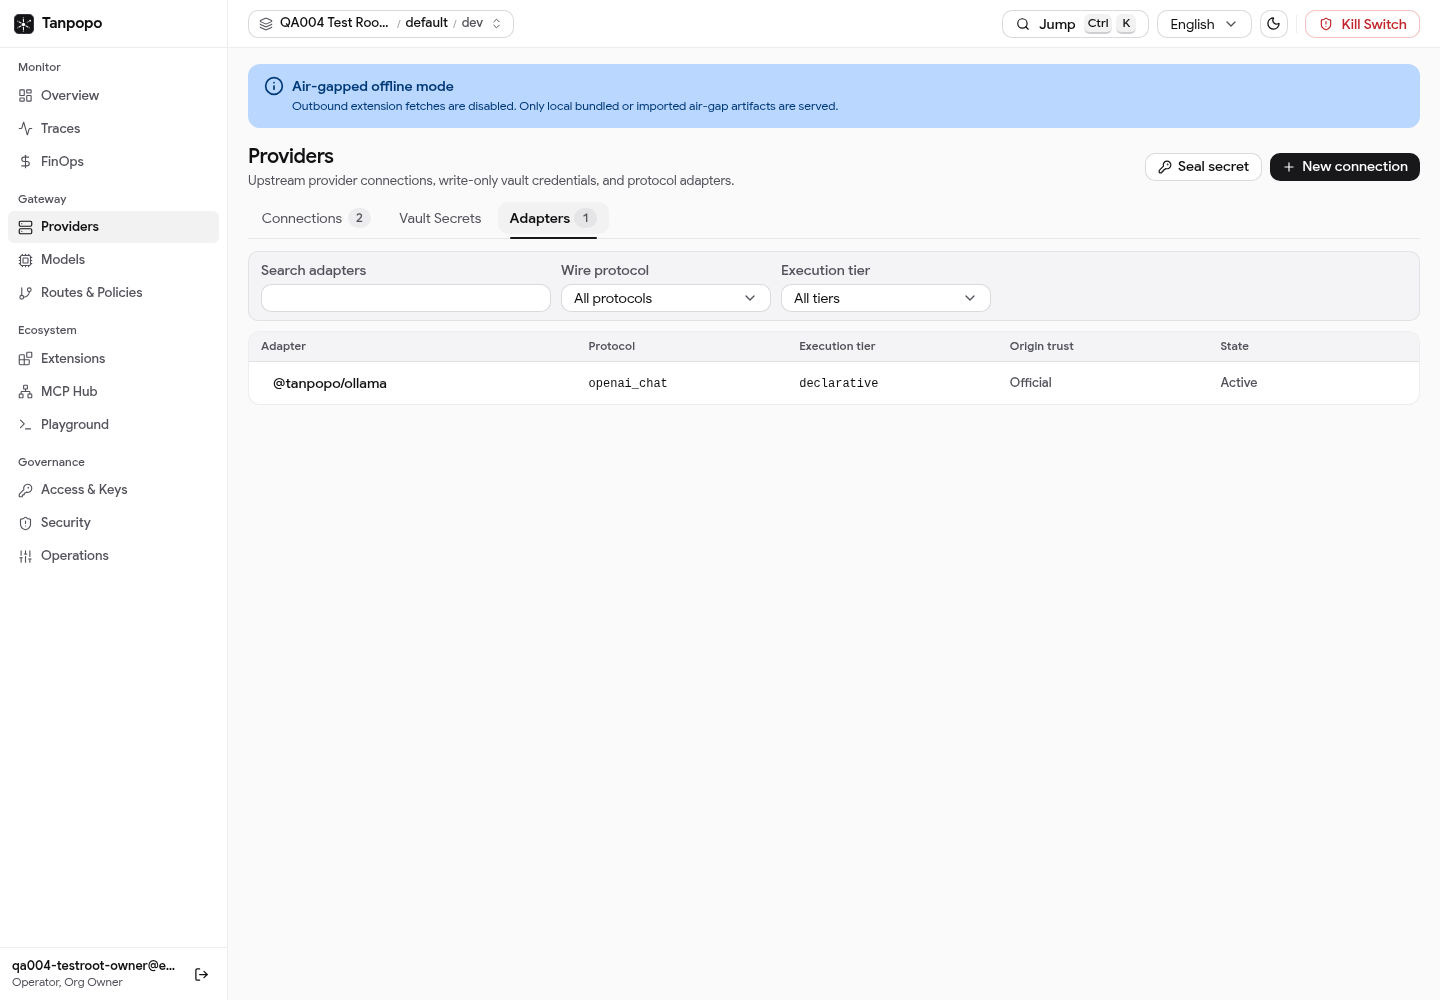 Tanpopo
QA004 Test Roo... / default / dev
Jump Ctrl K
English
Kill Switch
Monitor
Overview
Traces
FinOps
Gateway
Providers
Models
Routes & Policies
Ecosystem
Extensions
MCP Hub
Playground
Governance
Access & Keys
Security
Operations
qa004-testroot-owner@e...
Operator, Org Owner
Air-gapped offline mode
Outbound extension fetches are disabled. Only local bundled or imported air-gap artifacts are served.
Providers
Upstream provider connections, write-only vault credentials, and protocol adapters.
Seal secret
New connection
Connections 2 Vault Secrets Adapters 1
Search adapters Wire protocol Execution tier
All protocols All tiers
Adapter Protocol Execution tier Origin trust State
@tanpopo/ollama openai_chat declarative Official Active